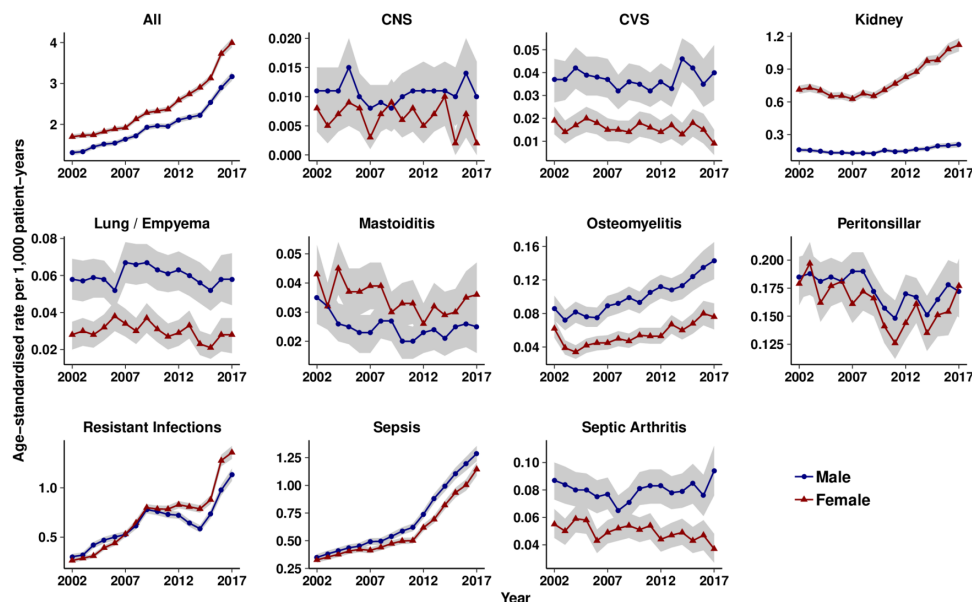 Age−standardised rate per 1,000 patient−years
All
CNS
CVS
Kidney
4
3
2
2002 2007 2012 2017
0.020
0.015
0.010
0.005
0.000
2002 2007 2012 2017
0.05
0.04
0.03
0.02
0.01
2002 2007 2012 2017
1.2
0.9
0.6
0.3
2002 2007 2012 2017
Lung / Empyema
Mastoiditis
Osteomyelitis
Peritonsillar
0.08
0.06
0.04
0.02
2002 2007 2012 2017
0.05
0.04
0.03
0.02
2002 2007 2012 2017
0.16
0.12
0.08
0.04
2002 2007 2012 2017
0.200
0.175
0.150
0.125
2002 2007 2012 2017
Resistant Infections
Sepsis
Septic Arthritis
1.0
0.5
2002 2007 2012 2017
1.25
1.00
0.75
0.50
0.25
2002 2007 2012 2017
0.10
0.08
0.06
0.04
2002 2007 2012 2017
Male
Female
Year